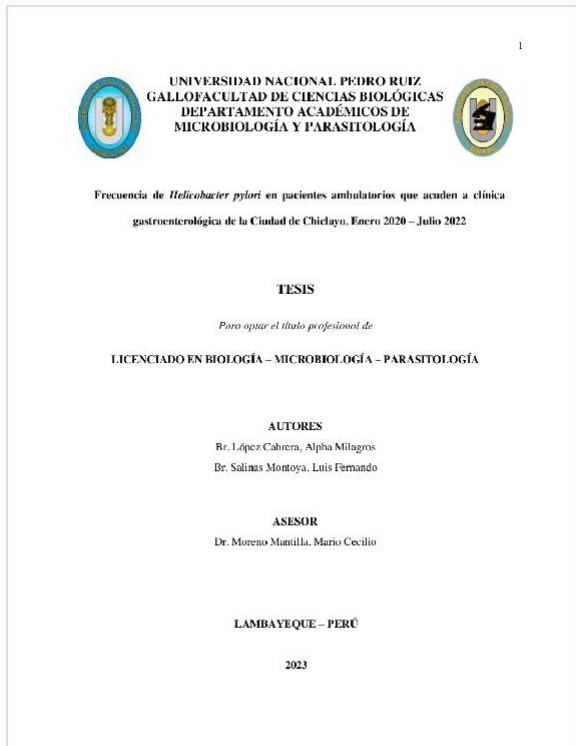 1
UNIVERSIDAD NACIONAL PEDRO RUIZ
GALLOFACULTAD DE CIENCIAS BIOLÓGICAS
DEPARTAMENTO ACADÉMICOS DE
MICROBIOLOGÍA Y PARASITOLOGÍA
Frecuencia de Helicobacter pylori en pacientes ambulatorios que acuden a clínica
gastroenterológica de la Ciudad de Chiclayo. Enero 2020 – Julio 2022
TESIS
Para optar el título profesional de
LICENCIADO EN BIOLOGÍA – MICROBIOLOGÍA – PARASITOLOGÍA
AUTORES
Br. López Cabrera, Alpha Milagros
Br. Salinas Montoya, Luis Fernando
ASESOR
Dr. Moreno Mantilla, Mario Cecilio
LAMBAYEQUE – PERÚ
2023